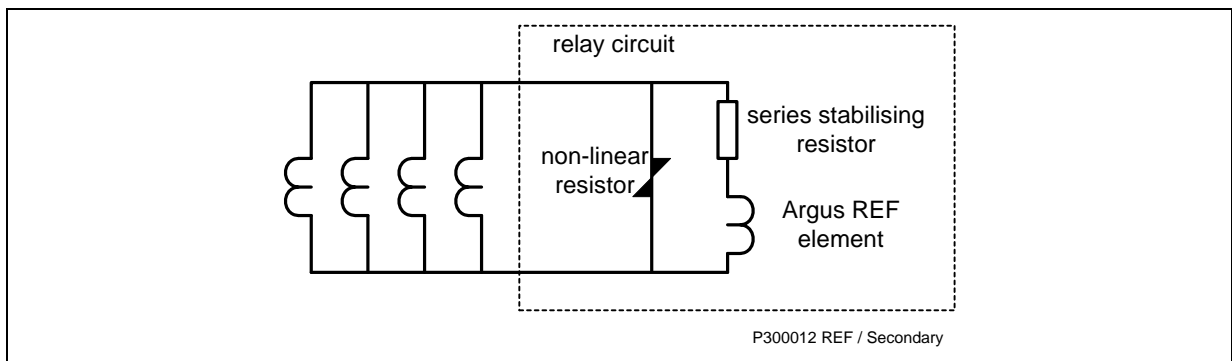 relay circuit
series stabilising
resistor
non-linear
resistor
Argus REF
element
P300012 REF / Secondary